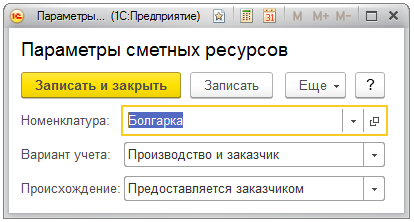 Параметры... (1С:Предприятие) M M+ M-
Параметры сметных ресурсов
Записать и закрыть Записать Еще ?
Номенклатура: Болгарка
Вариант учета: Производство и заказчик
Происхождение: Предоставляется заказчиком